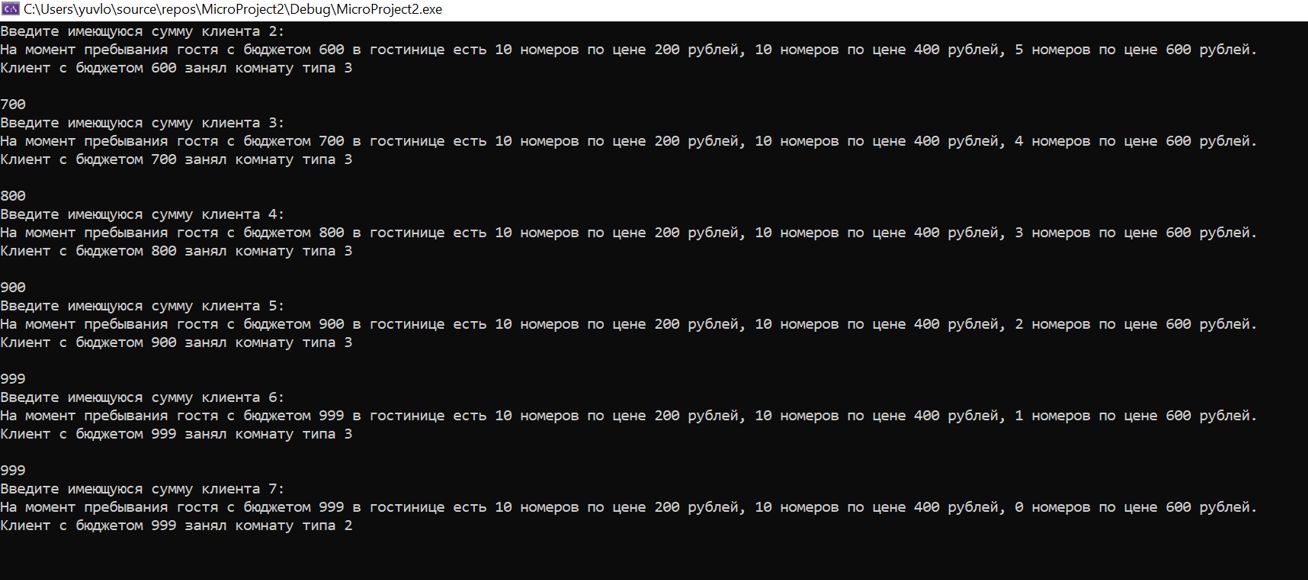 C:\Users\yuvlo\source\repos\MicroProject2\Debug\MicroProject2.exe
Введите имеющуюся сумму клиента 2:
На момент пребывания гостя с бюджетом 600 в гостинице есть 10 номеров по цене 200 рублей, 10 номеров по цене 400 рублей, 5 номеров по цене 600 рублей.
Клиент с бюджетом 600 занял комнату типа 3
700
Введите имеющуюся сумму клиента 3:
На момент пребывания гостя с бюджетом 700 в гостинице есть 10 номеров по цене 200 рублей, 10 номеров по цене 400 рублей, 4 номеров по цене 600 рублей.
Клиент с бюджетом 700 занял комнату типа 3
800
Введите имеющуюся сумму клиента 4:
На момент пребывания гостя с бюджетом 800 в гостинице есть 10 номеров по цене 200 рублей, 10 номеров по цене 400 рублей, 3 номеров по цене 600 рублей.
Клиент с бюджетом 800 занял комнату типа 3
900
Введите имеющуюся сумму клиента 5:
На момент пребывания гостя с бюджетом 900 в гостинице есть 10 номеров по цене 200 рублей, 10 номеров по цене 400 рублей, 2 номеров по цене 600 рублей.
Клиент с бюджетом 900 занял комнату типа 3
999
Введите имеющуюся сумму клиента 6:
На момент пребывания гостя с бюджетом 999 в гостинице есть 10 номеров по цене 200 рублей, 10 номеров по цене 400 рублей, 1 номеров по цене 600 рублей.
Клиент с бюджетом 999 занял комнату типа 3
999
Введите имеющуюся сумму клиента 7:
На момент пребывания гостя с бюджетом 999 в гостинице есть 10 номеров по цене 200 рублей, 10 номеров по цене 400 рублей, 0 номеров по цене 600 рублей.
Клиент с бюджетом 999 занял комнату типа 2